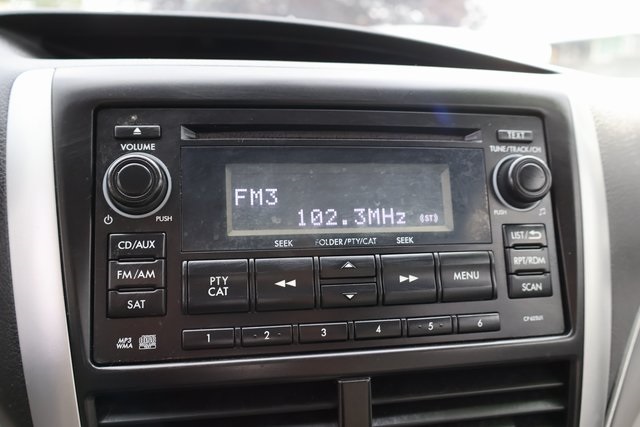 TEXT
VOLUME
TUNE/TRACK/CH
FM3
102.3MHz (ST)
PUSH
PUSH
SEEK FOLDER/PTY/CAT SEEK
CD/AUX
LIST/
FM/AM
PTY CAT
MENU
RPT/RDM
SAT
SCAN
1 2 3 4 5 6
MP3
WMA